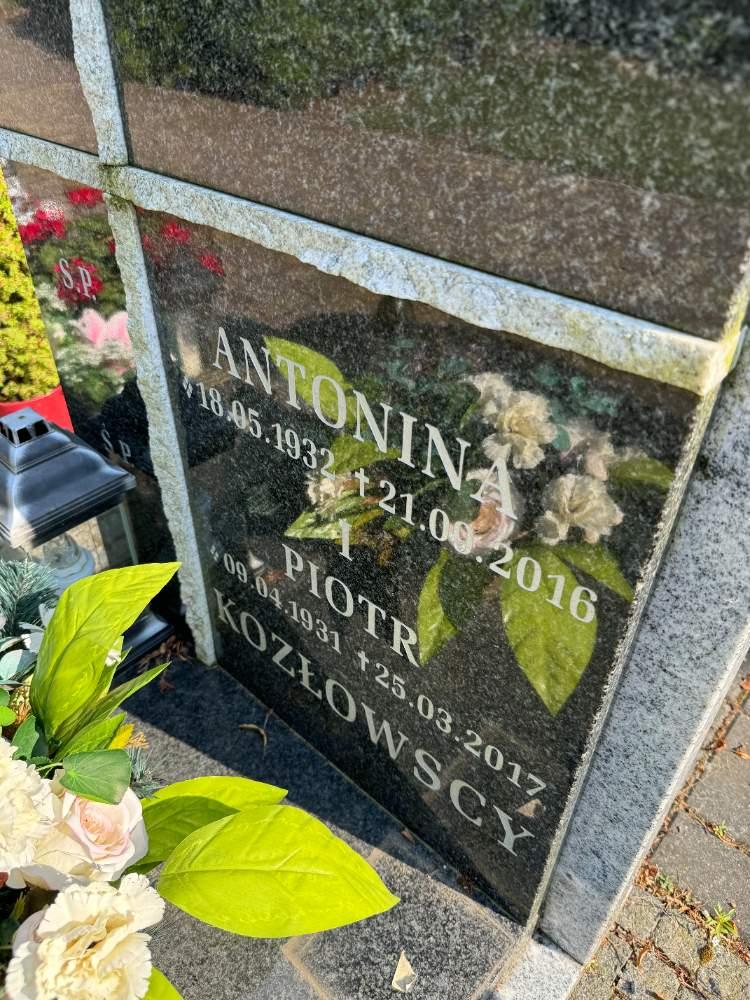 Ś.P.
Ś.P.
ANTONINA
* 18.05.1932 † 21.09.2016
I
PIOTR
* 09.04.1931 † 25.03.2017
KOZŁOWSCY